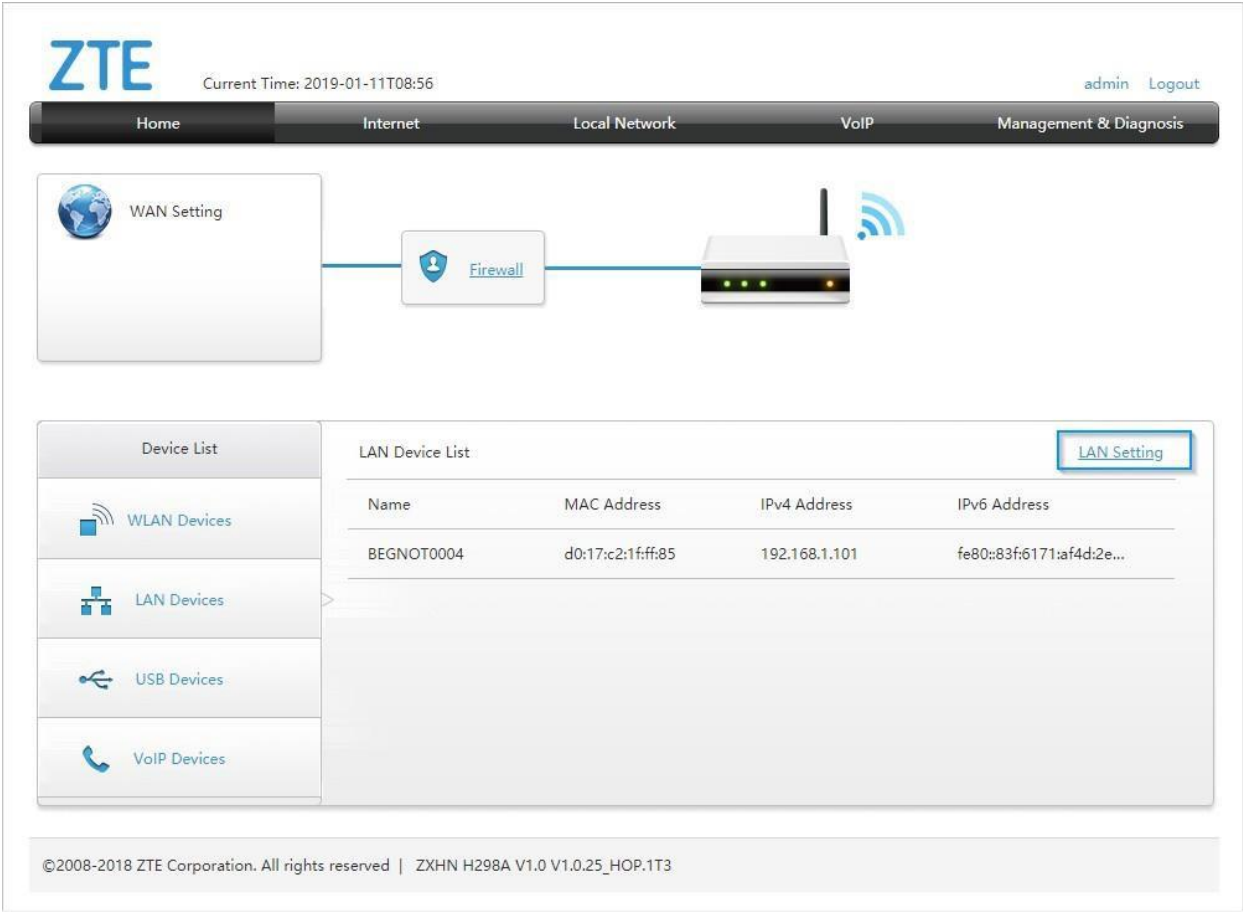 ZTE
Current Time: 2019-01-11T08:56
admin Logout
Home Internet Local Network VoIP Management & Diagnosis
WAN Setting
Firewall
Device List
LAN Device List
LAN Setting
Name MAC Address IPv4 Address IPv6 Address
BEGNOT0004 d0:17:c2:1f:ff:85 192.168.1.101 fe80::83f:6171:af4d:2e...
WLAN Devices
LAN Devices
USB Devices
VoIP Devices
©2008-2018 ZTE Corporation. All rights reserved | ZXHN H298A V1.0 V1.0.25_HOP.1T3